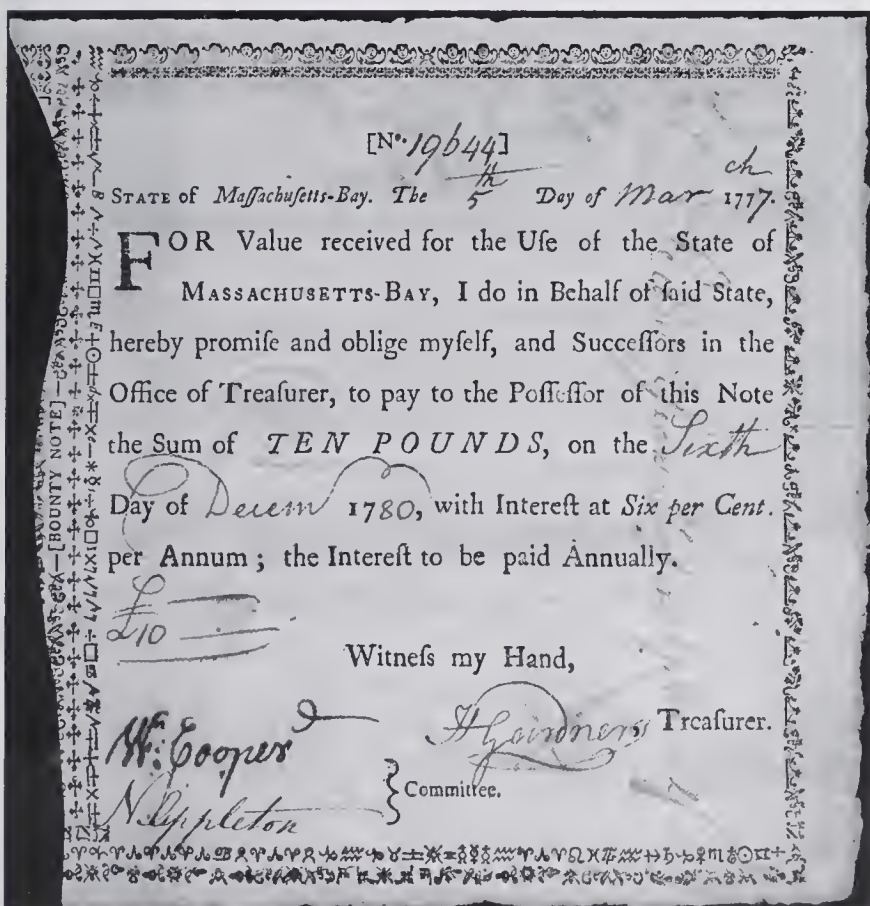 [No. 19644]
STATE of Maſſachuſetts-Bay. The 5th Day of March 1777.
FOR Value received for the Uſe of the State of
MASSACHUSETTS-BAY, I do in Behalf of ſaid State,
hereby promiſe and oblige myſelf, and Succeſſors in the
Office of Treaſurer, to pay to the Poſſeſſor of this Note
the Sum of TEN POUNDS, on the Sixth
Day of Decem 1780, with Intereſt at Six per Cent.
per Annum ; the Intereſt to be paid Annually.
£10
Witneſs my Hand,
H Gardner, Treaſurer.
Wm. Cooper
N Appleton
Committee.
[BOUNTY NOTE]